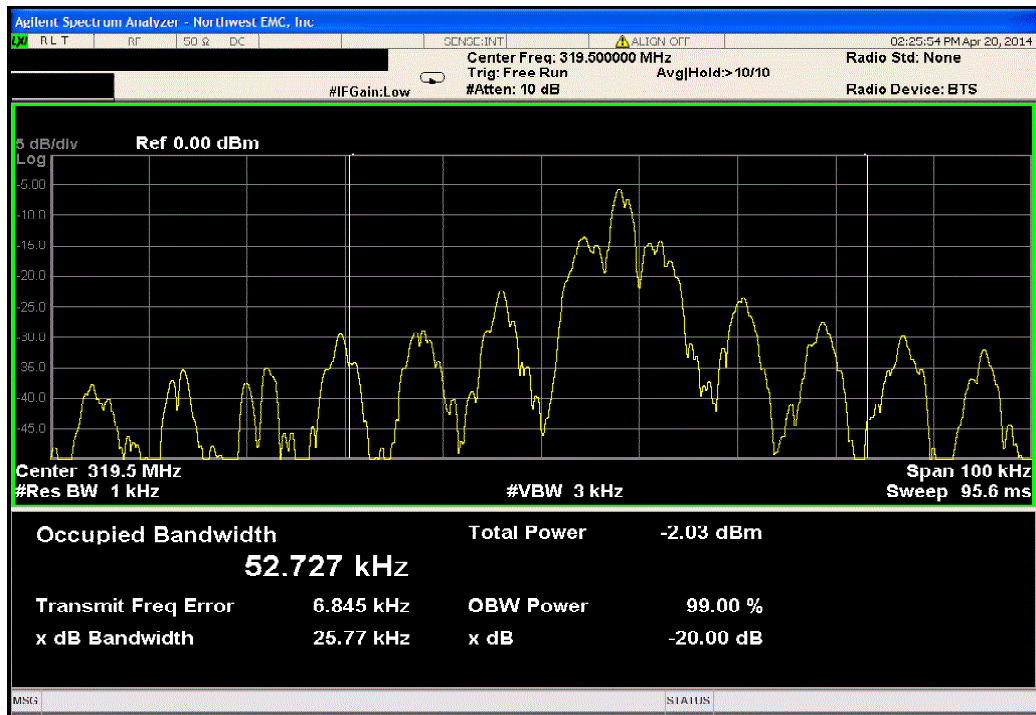 Agilent Spectrum Analyzer - Northwest EMC, Inc
LXI R L T RF 50 Ω DC SENSE:INT ALIGN OFF 02:25:54 PM Apr 20, 2014
Center Freq: 319.500000 MHz Radio Std: None
Trig: Free Run Avg|Hold:>10/10
#IFGain:Low #Atten: 10 dB Radio Device: BTS
5 dB/div Ref 0.00 dBm
Log
-5.00
-10.0
-15.0
-20.0
-25.0
-30.0
-35.0
-40.0
-45.0
Center 319.5 MHz Span 100 kHz
#Res BW 1 kHz #VBW 3 kHz Sweep 95.6 ms
Occupied Bandwidth Total Power -2.03 dBm
52.727 kHz
Transmit Freq Error 6.845 kHz OBW Power 99.00 %
x dB Bandwidth 25.77 kHz x dB -20.00 dB
MSG STATUS